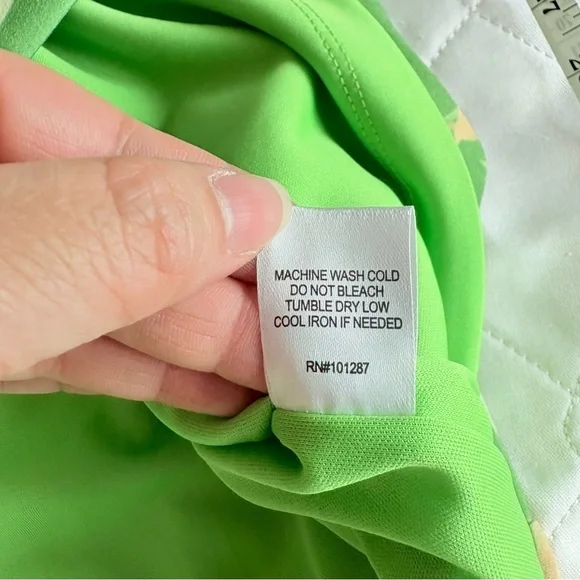 MACHINE WASH COLD
DO NOT BLEACH
TUMBLE DRY LOW
COOL IRON IF NEEDED
RN#101287